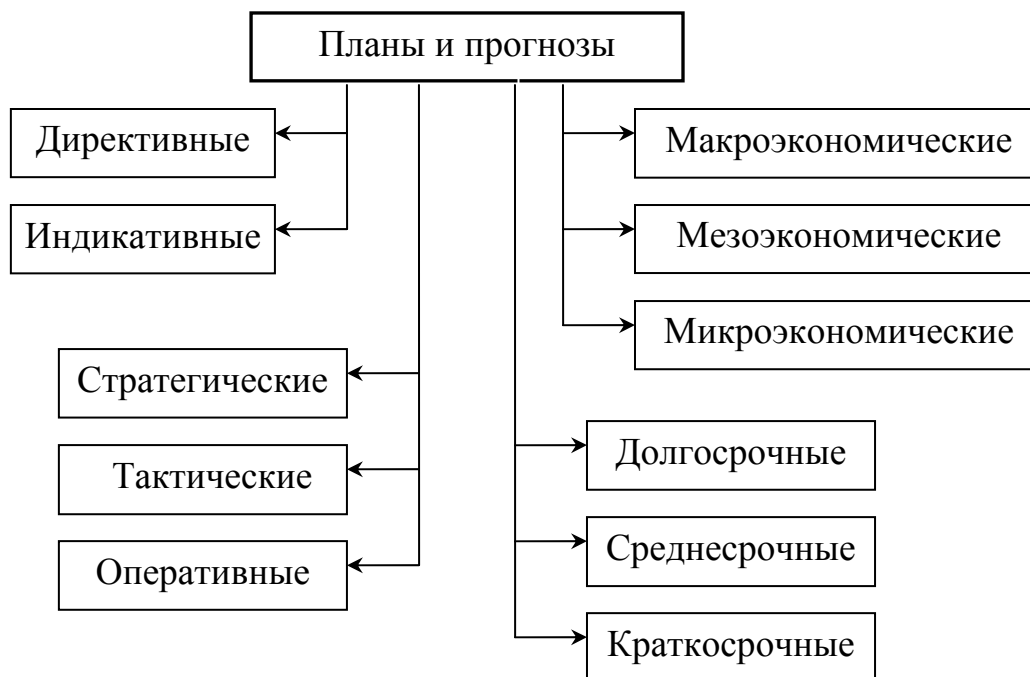 Планы и прогнозы
Директивные
Индикативные
Стратегические
Тактические
Оперативные
Макроэкономические
Мезоэкономические
Микроэкономические
Долгосрочные
Среднесрочные
Краткосрочные